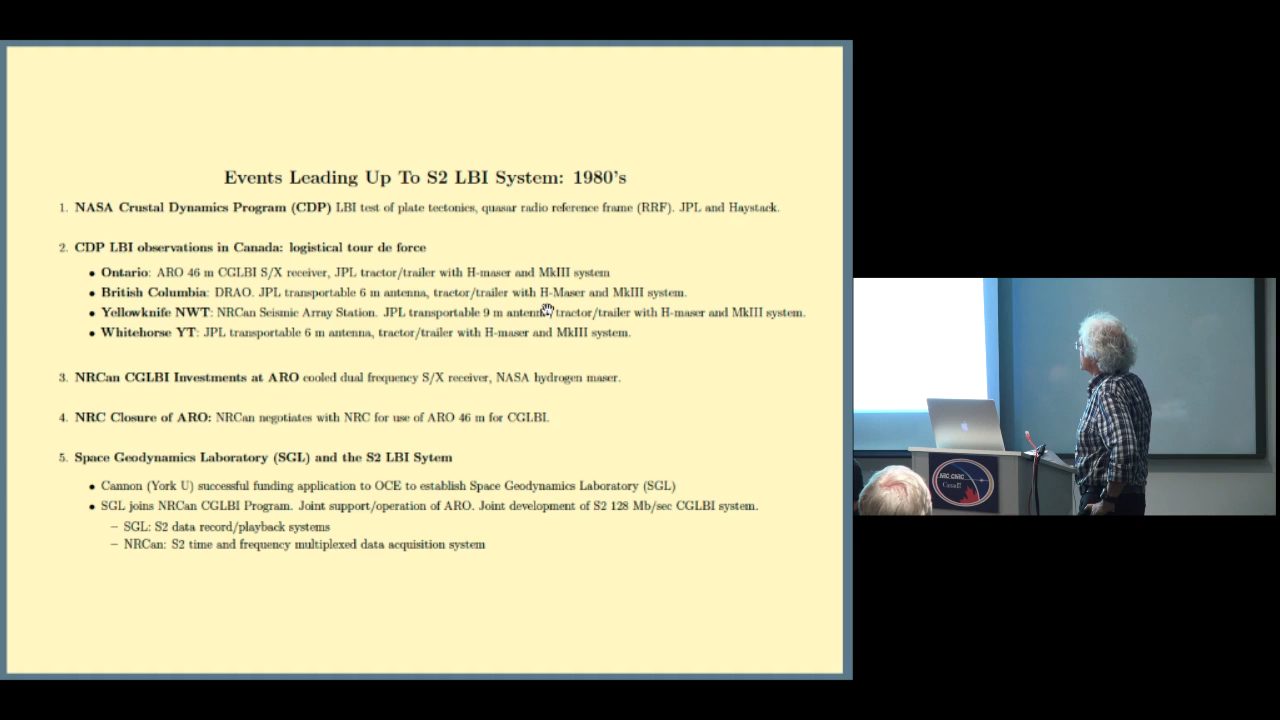 Events Leading Up To S2 LBI System: 1980's
1. NASA Crustal Dynamics Program (CDP) LBI test of plate tectonics, quasar radio reference frame (RRF). JPL and Haystack.
2. CDP LBI observations in Canada: logistical tour de force
• Ontario: ARO 46 m CGLBI S/X receiver, JPL tractor/trailer with H-maser and MkIII system
• British Columbia: DRAO. JPL transportable 6 m antenna, tractor/trailer with H-Maser and MkIII system.
• Yellowknife NWT: NRCan Seismic Array Station. JPL transportable 9 m antenna, tractor/trailer with H-maser and MkIII system.
• Whitehorse YT: JPL transportable 6 m antenna, tractor/trailer with H-maser and MkIII system.
3. NRCan CGLBI Investments at ARO cooled dual frequency S/X receiver, NASA hydrogen maser.
4. NRC Closure of ARO: NRCan negotiates with NRC for use of ARO 46 m for CGLBI.
5. Space Geodynamics Laboratory (SGL) and the S2 LBI Sytem
• Cannon (York U) successful funding application to OCE to establish Space Geodynamics Laboratory (SGL)
• SGL joins NRCan CGLBI Program. Joint support/operation of ARO. Joint development of S2 128 Mb/sec CGLBI system.
– SGL: S2 data record/playback systems
– NRCan: S2 time and frequency multiplexed data acquisition system
NRC CNRC
Canada